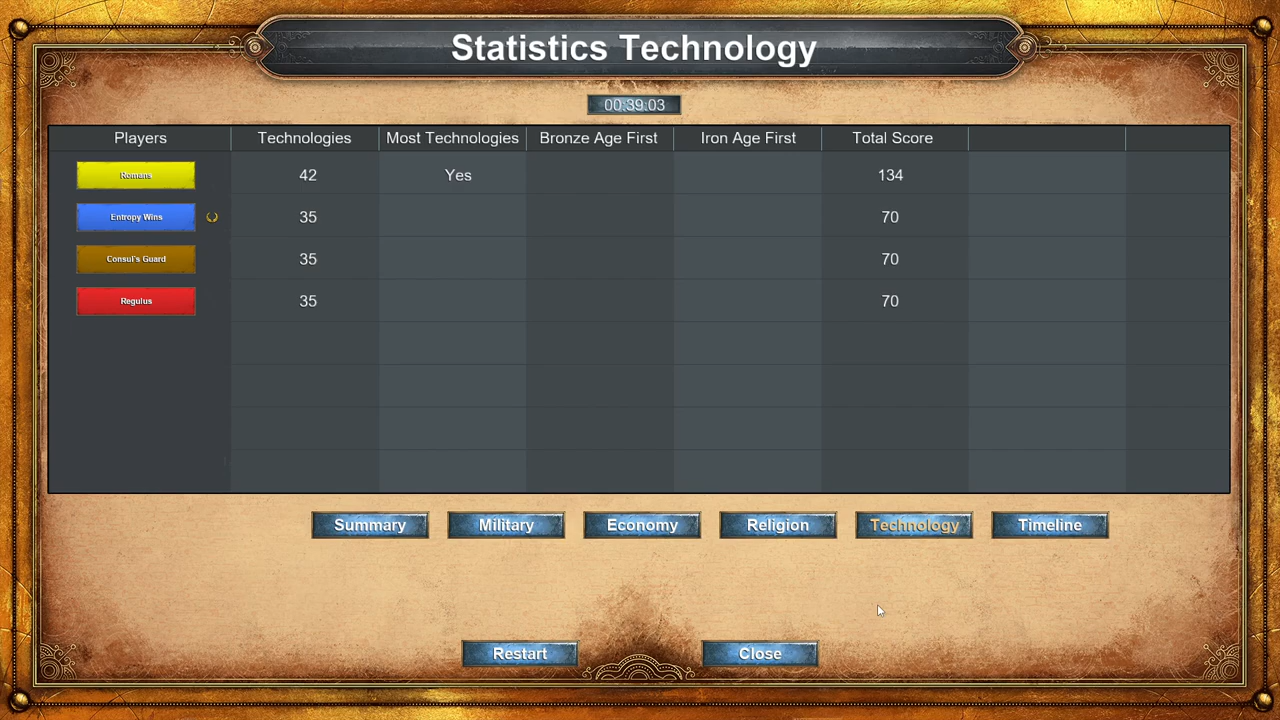 Statistics Technology
00:39:03
Players Technologies Most Technologies Bronze Age First Iron Age First Total Score
Romans 42 Yes 134
Entropy Wins 35 70
Consul's Guard 35 70
Regulus 35 70
Summary Military Economy Religion Technology Timeline
Restart Close